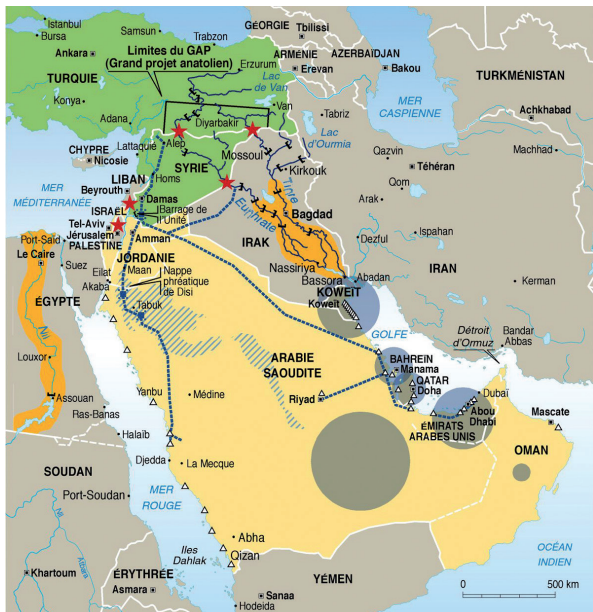 Istanbul
Bursa
Samsun
Trabzon
GÉORGIE
Tbilissi
Ankara
Limites du GAP
(Grand projet anatolien)
Erzurum
ARMÉNIE
Erevan
AZERBAÏDJAN
Bakou
TURQUIE
Lac
de Van
Van
TURKMÉNISTAN
Konya
Adana
Diyarbakir
Tabriz
MER
CASPIENNE
Achkhabad
CHYPRE
Nicosie
Lattaquié
Alep
Mossoul
Lac
d'Ourmia
Qazvin
Machhad
SYRIE
Kirkouk
Téhéran
LIBAN
Homs
Tigre
Qom
MER
MÉDITERRANÉE
Beyrouth
Damas
Arak
ISRAËL
Barrage de
l'Unité
Euphrate
Bagdad
Tel-Aviv
Jérusalem
PALESTINE
Amman
IRAK
Dezful
Ispahan
Port-Saïd
Le Caire
Suez
JORDANIE
Nassiriya
IRAN
Eilat
Akaba
Maan
Nappe
phréatique
de Disi
Bassora
Abadan
Kerman
ÉGYPTE
Tabuk
KOWEÏT
Koweït
Nil
GOLFE
Détroit
d'Ormuz
Bandar
Abbas
Louxor
ARABIE
SAOUDITE
BAHREIN
Manama
Assouan
Yanbu
Médine
Riyad
QATAR
Doha
Dubaï
Ras-Banas
ÉMIRATS
ARABES UNIS
Abou
Dhabi
Mascate
Halaïb
OMAN
SOUDAN
Djedda
La Mecque
Port-Soudan
MER
ROUGE
Nil
Abha
Atbara
Iles
Dahlak
Qizan
OCÉAN
INDIEN
Khartoum
ÉRYTHRÉE
Asmara
YÉMEN
Sanaa
Hodeida
0 500 km